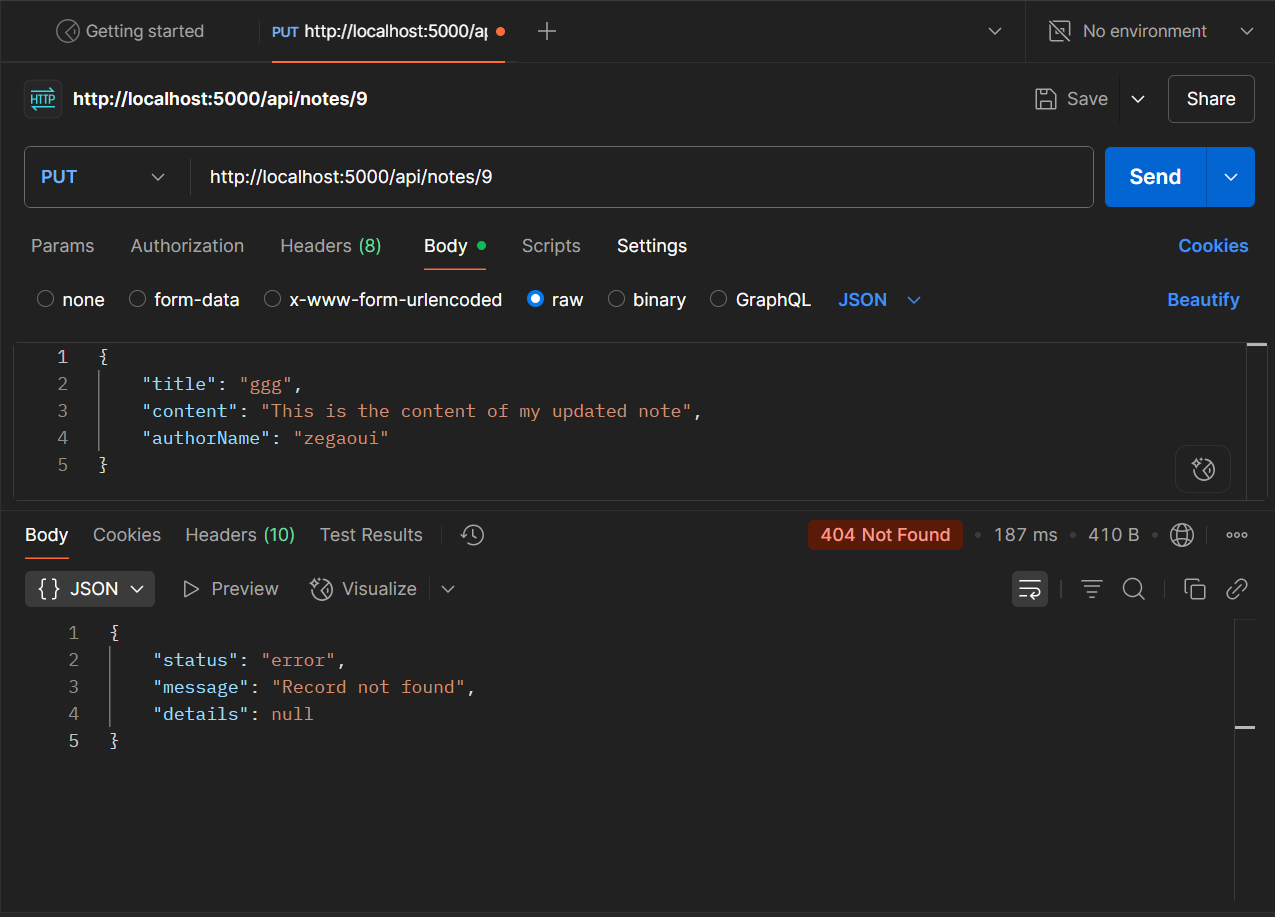 Getting started
PUT http://localhost:5000/ap
No environment
HTTP http://localhost:5000/api/notes/9
Save
Share
PUT
http://localhost:5000/api/notes/9
Send
Params Authorization Headers (8) Body Scripts Settings Cookies
none form-data x-www-form-urlencoded raw binary GraphQL JSON Beautify
1 {
2 "title": "ggg",
3 "content": "This is the content of my updated note",
4 "authorName": "zegaoui"
5 }
Body Cookies Headers (10) Test Results 404 Not Found • 187 ms • 410 B •
{} JSON Preview Visualize
1 {
2 "status": "error",
3 "message": "Record not found",
4 "details": null
5 }